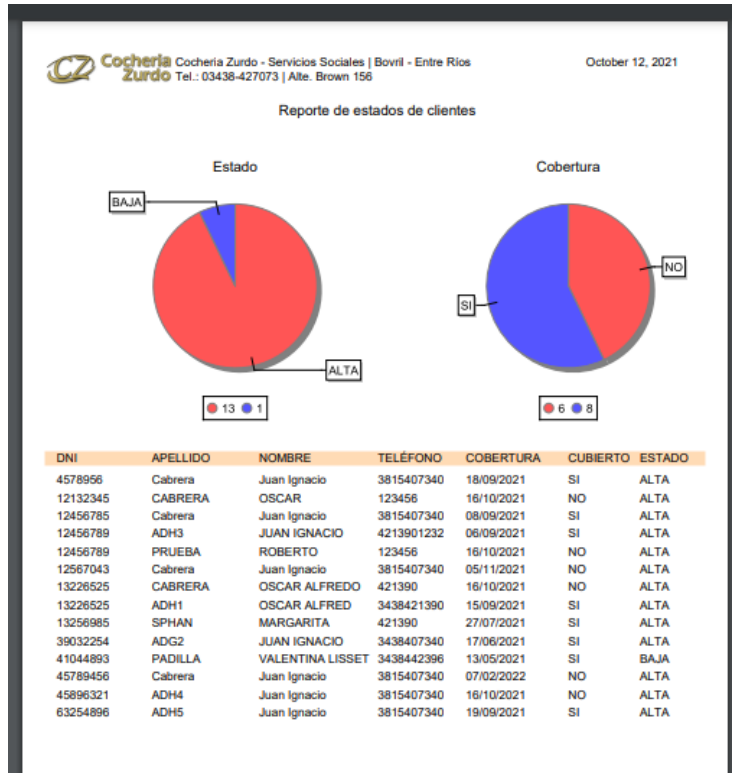 Cocheria
Zurdo
CZ
Cocheria Zurdo - Servicios Sociales | Bovril - Entre Ríos
Tel.: 03438-427073 | Alte. Brown 156
October 12, 2021
Reporte de estados de clientes
Estado
Cobertura
BAJA
ALTA
13 1
SI
NO
6 8
DNI APELLIDO NOMBRE TELÉFONO COBERTURA CUBIERTO ESTADO
4578956 Cabrera Juan Ignacio 3815407340 18/09/2021 SI ALTA
12132345 CABRERA OSCAR 123456 16/10/2021 NO ALTA
12456785 Cabrera Juan Ignacio 3815407340 08/09/2021 SI ALTA
12456789 ADH3 JUAN IGNACIO 4213901232 06/09/2021 SI ALTA
12456789 PRUEBA ROBERTO 123456 16/10/2021 NO ALTA
12567043 Cabrera Juan Ignacio 3815407340 05/11/2021 NO ALTA
13226525 CABRERA OSCAR ALFREDO 421390 16/10/2021 NO ALTA
13226525 ADH1 OSCAR ALFRED 3438421390 15/09/2021 SI ALTA
13256985 SPHAN MARGARITA 421390 27/07/2021 SI ALTA
39032254 ADG2 JUAN IGNACIO 3438407340 17/06/2021 SI ALTA
41044893 PADILLA VALENTINA LISSET 3438442396 13/05/2021 SI BAJA
45789456 Cabrera Juan Ignacio 3815407340 07/02/2022 NO ALTA
45896321 ADH4 Juan Ignacio 3815407340 16/10/2021 NO ALTA
63254896 ADH5 Juan Ignacio 3815407340 19/09/2021 SI ALTA